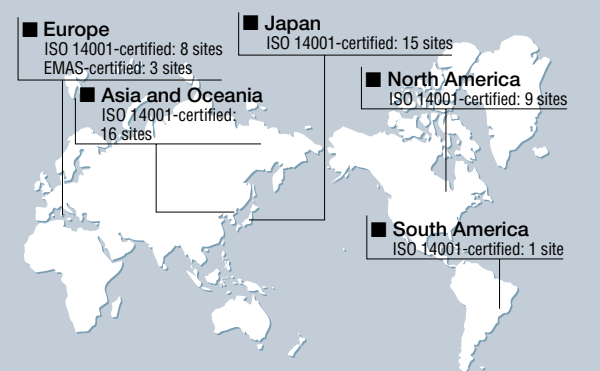 ■ Europe
ISO 14001-certified: 8 sites
EMAS-certified: 3 sites
■ Japan
ISO 14001-certified: 15 sites
■ Asia and Oceania
ISO 14001-certified:
16 sites
■ North America
ISO 14001-certified: 9 sites
■ South America
ISO 14001-certified: 1 site